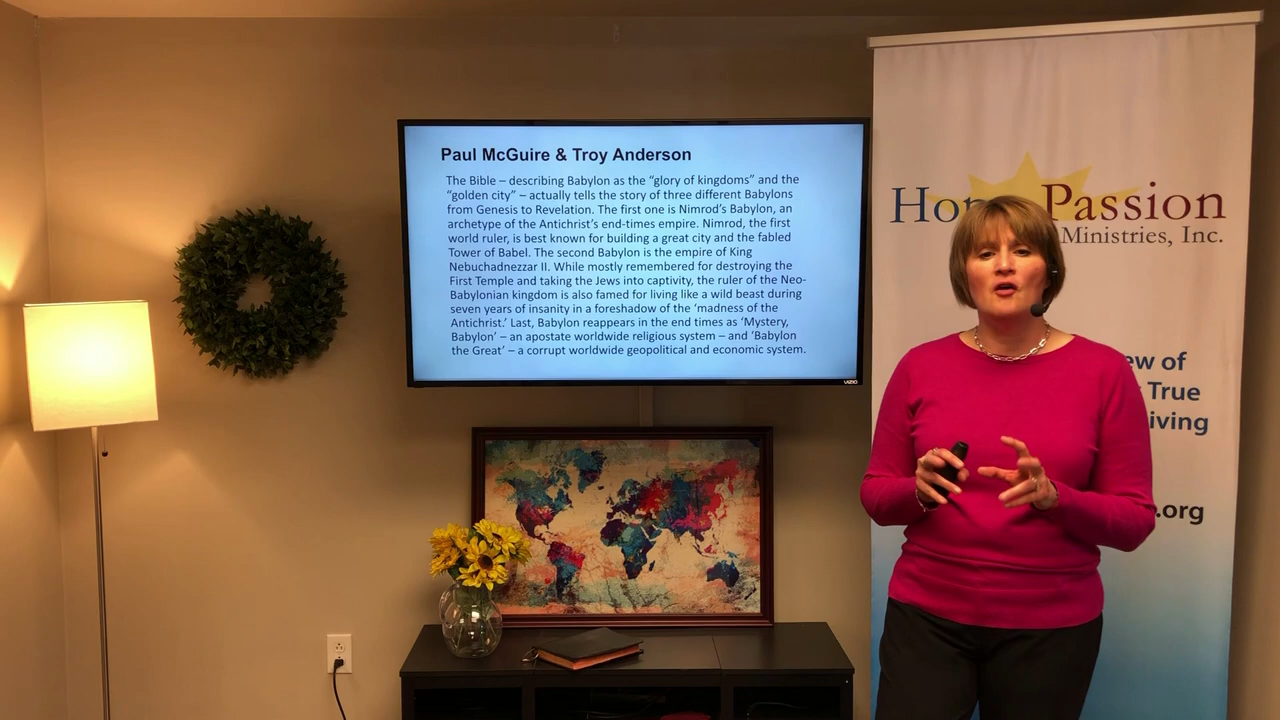 Paul McGuire & Troy Anderson
The Bible – describing Babylon as the “glory of kingdoms” and the
“golden city” – actually tells the story of three different Babylons
from Genesis to Revelation. The first one is Nimrod’s Babylon, an
archetype of the Antichrist’s end-times empire. Nimrod, the first
world ruler, is best known for building a great city and the fabled
Tower of Babel. The second Babylon is the empire of King
Nebuchadnezzar II. While mostly remembered for destroying the
First Temple and taking the Jews into captivity, the ruler of the Neo-
Babylonian kingdom is also famed for living like a wild beast during
seven years of insanity in a foreshadow of the ‘madness of the
Antichrist.’ Last, Babylon reappears in the end times as ‘Mystery,
Babylon’ – an apostate worldwide religious system – and ‘Babylon
the Great’ – a corrupt worldwide geopolitical and economic system.
VIZIO
Passion
Ministries, Inc.
of
True
.org